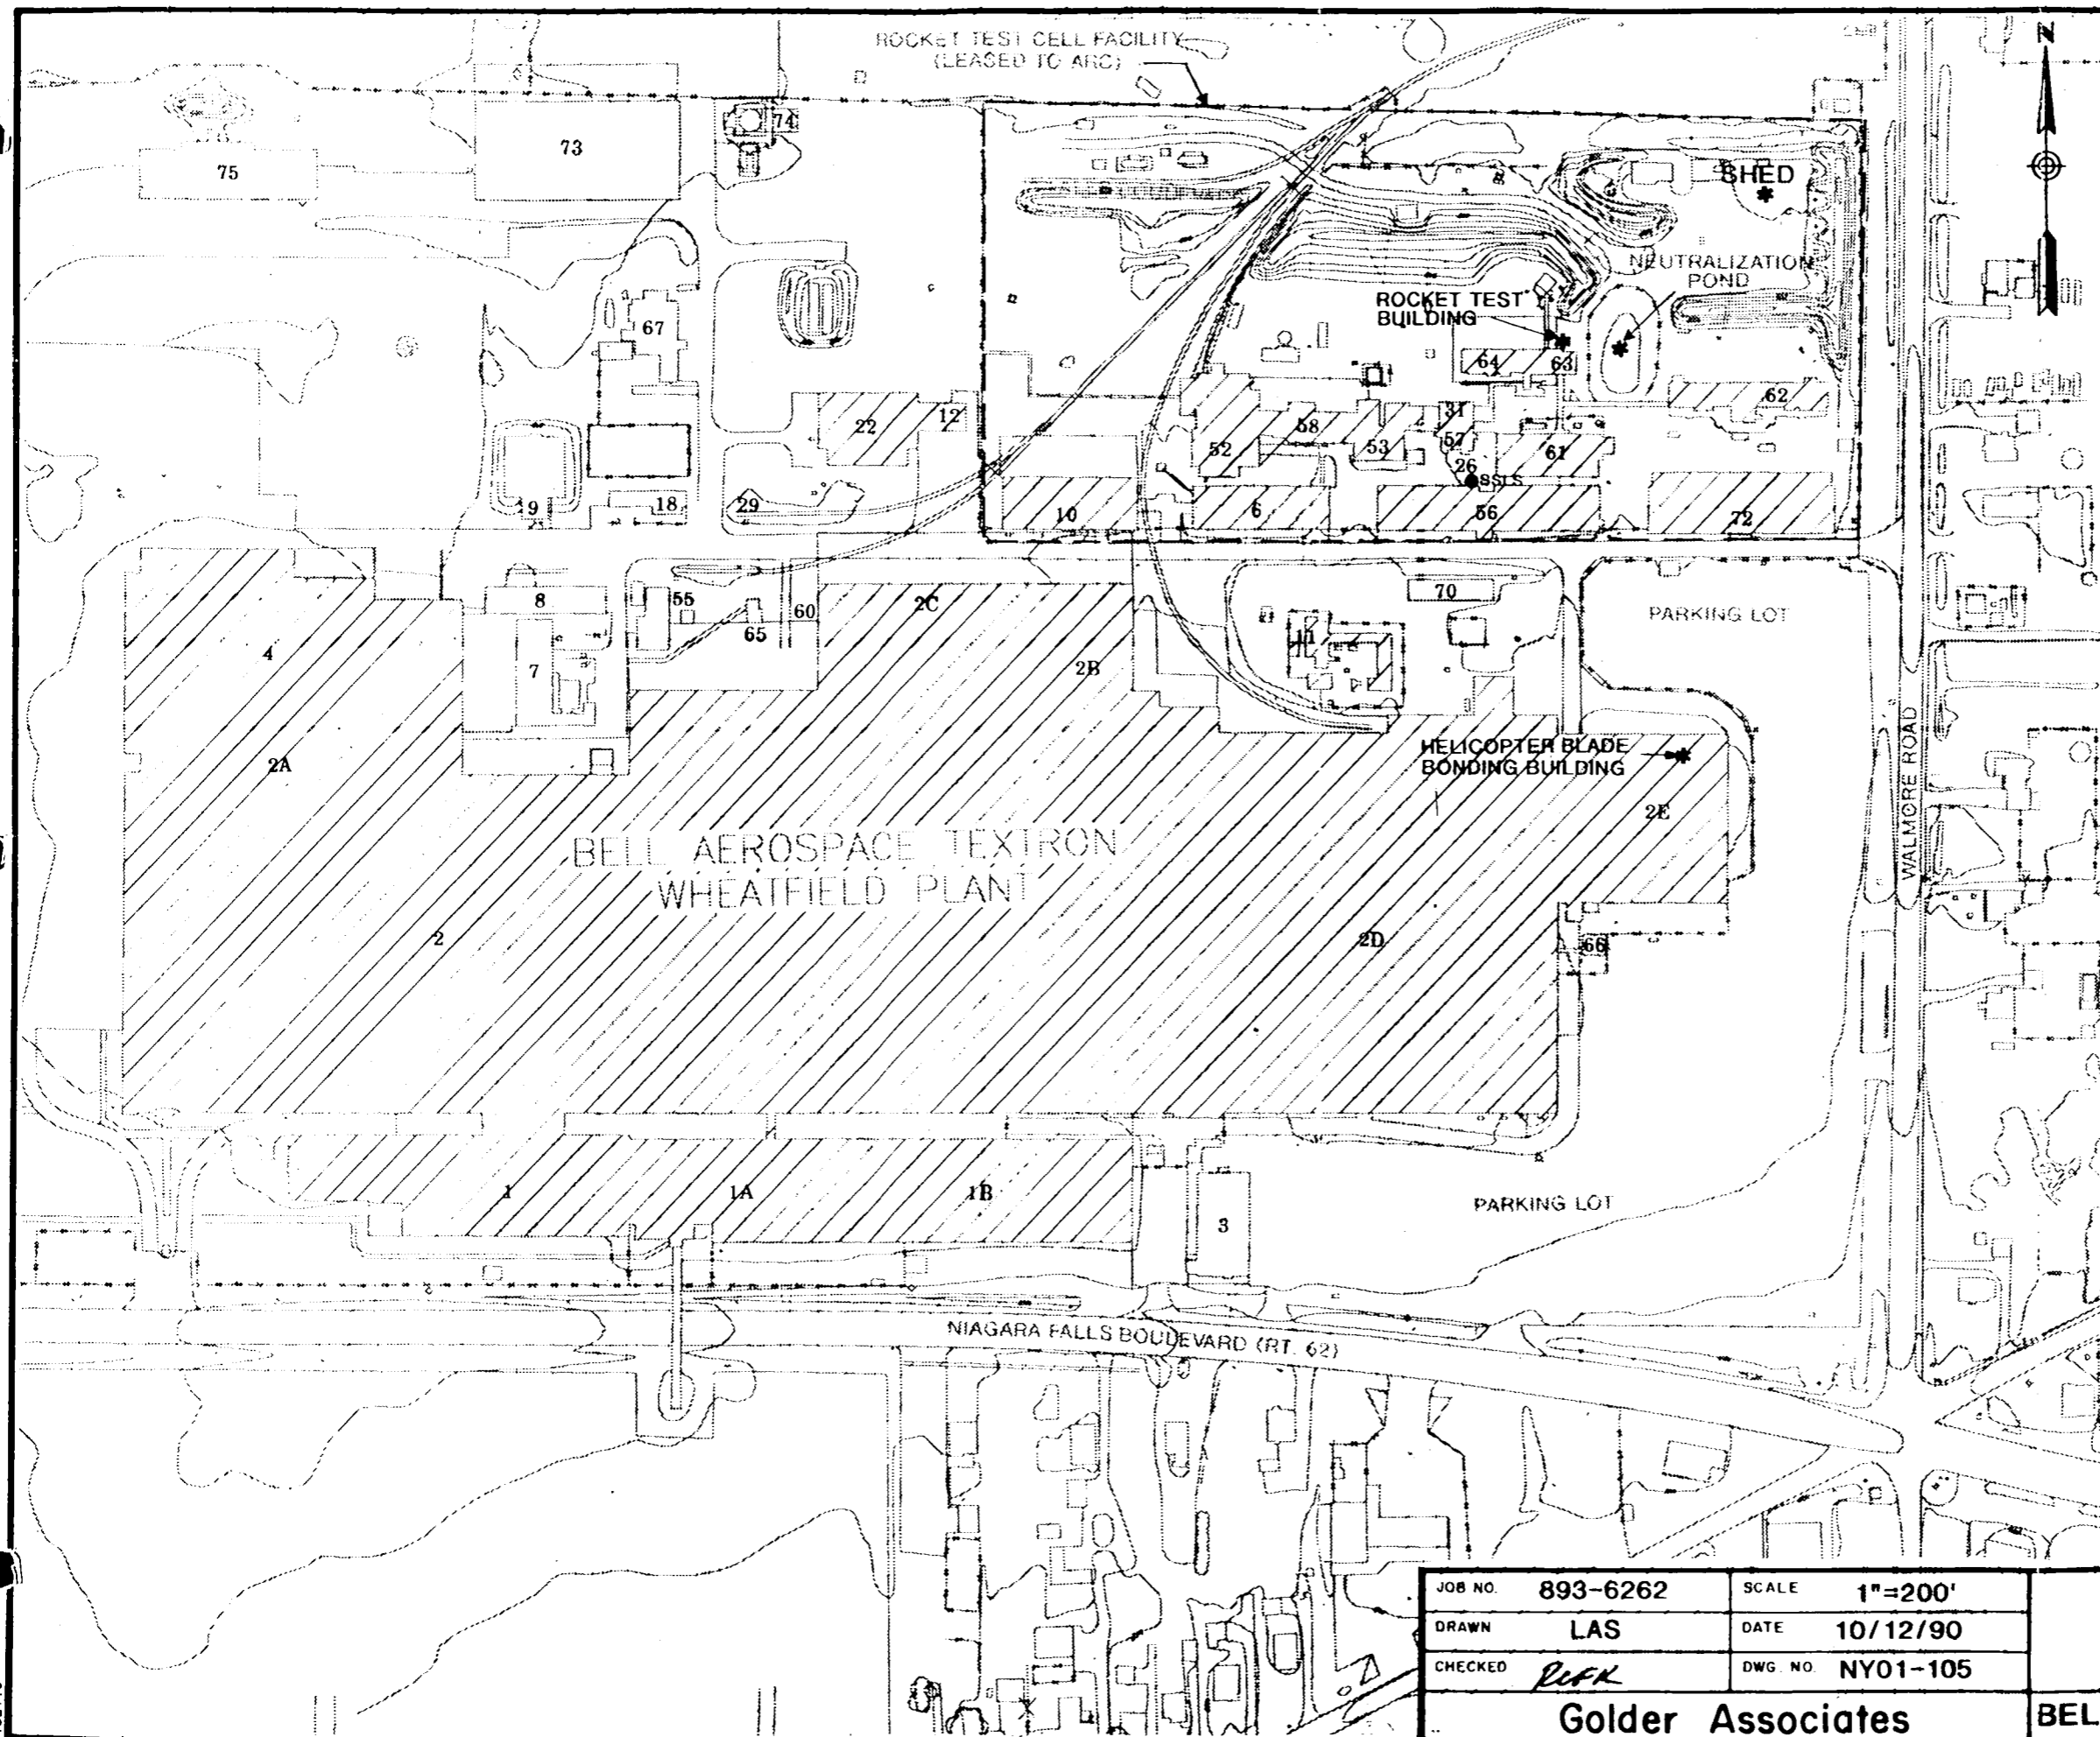 ROCKET TEST CELL FACILITY
(LEASED TO ARC)
N
74
73
75
SHED
NEUTRALIZATION
POND
ROCKET TEST
BUILDING
67
64
63
62
22
12
31
58
52
53
57
61
26
SSLS
9
18
29
10
6
56
72
8
55
60
65
2C
70
PARKING LOT
11
4
7
2B
2A
HELICOPTER BLADE
BONDING BUILDING
2E
WALMORE ROAD
BELL AEROSPACE TEXTRON
WHEATFIELD PLANT
2
2D
66
1
1A
1B
3
PARKING LOT
NIAGARA FALLS BOULEVARD (RT. 62)
JOB NO. 893-6262
SCALE 1"=200'
DRAWN LAS
DATE 10/12/90
CHECKED
DWG. NO. NY01-105
Golder Associates
BEL